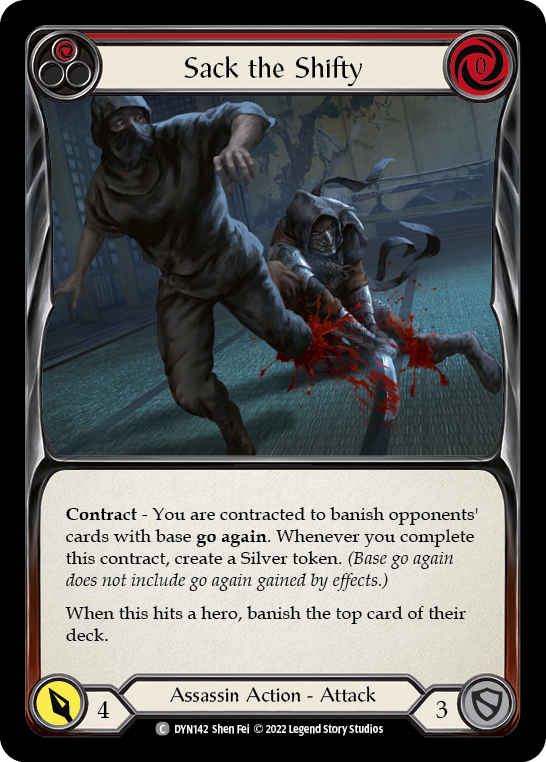 Sack the Shifty
0
Contract - You are contracted to banish opponents'
cards with base go again. Whenever you complete
this contract, create a Silver token. (Base go again
does not include go again gained by effects.)
When this hits a hero, banish the top card of their
deck.
4
Assassin Action - Attack
3
C DYN142 Shen Fei © 2022 Legend Story Studios